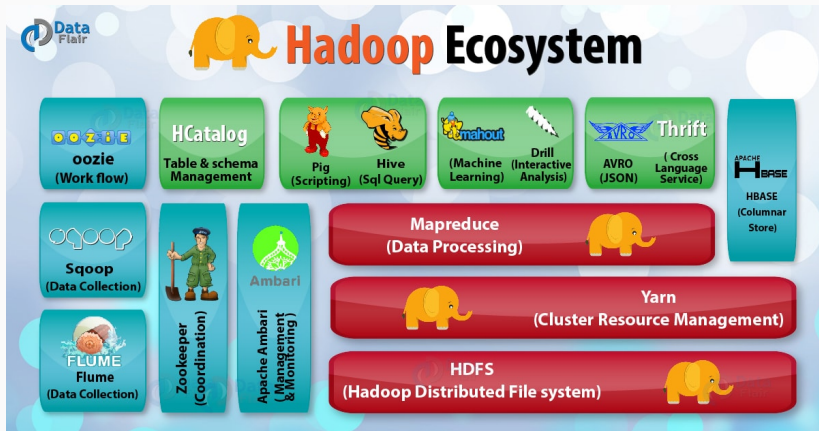 Data
Flair
Hadoop Ecosystem
OOZIE
oozie
(Work flow)
HCatalog
Table & schema
Management
Pig
(Scripting)
Hive
(Sql Query)
mahout
(Machine
Learning)
Drill
(Interactive
Analysis)
AVRO
AVRO
(JSON)
Thrift
( Cross
Language
Service)
APACHE
HBASE
HBASE
(Columnar
Store)
sqoop
Sqoop
(Data Collection)
Zookeeper
(Coordination)
Ambari
Apache Ambari
( Management
& Monitoring )
Mapreduce
(Data Processing)
Yarn
(Cluster Resource Management)
FLUME
Flume
(Data Collection)
HDFS
(Hadoop Distributed File system)